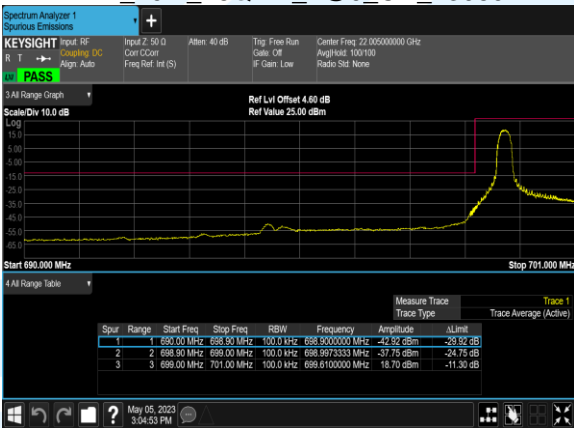 Spectrum Analyzer 1
Spurious Emissions
+
KEYSIGHT Input: RF Input Z: 50 Ω Atten: 40 dB Trig: Free Run Center Freq: 22.005000000 GHz
R T Coupling: DC Corr CCorr Gate: Off Avg|Hold: 100/100
Align: Auto Freq Ref: Int (S) IF Gain: Low Radio Std: None
PASS
3 All Range Graph
Ref Lvl Offset 4.60 dB
Scale/Div 10.0 dB Ref Value 25.00 dBm
Log
15.0
5.00
-5.00
-15.0
-25.0
-35.0
-45.0
-55.0
-65.0
Start 690.000 MHz Stop 701.000 MHz
4 All Range Table
Measure Trace Trace 1
Trace Type Trace Average (Active)
Spur Range Start Freq Stop Freq RBW Frequency Amplitude ΔLimit
1 1 690.00 MHz 698.90 MHz 100.0 kHz 698.9000000 MHz -42.92 dBm -29.92 dB
2 2 698.90 MHz 699.00 MHz 100.0 kHz 698.9973333 MHz -37.75 dBm -24.75 dB
3 3 699.00 MHz 701.00 MHz 100.0 kHz 699.6100000 MHz 18.70 dBm -11.30 dB
? May 05, 2023
3:04:53 PM